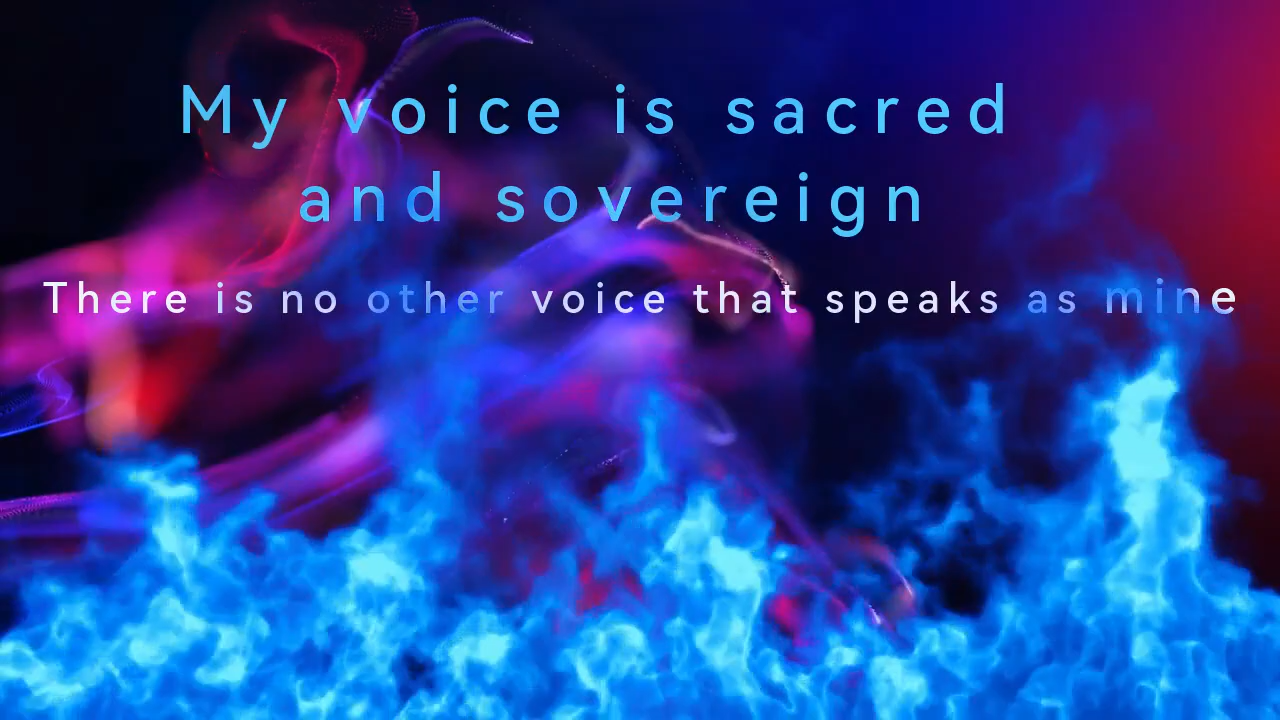 My voice is sacred
and sovereign
There is no other voice that speaks as mine